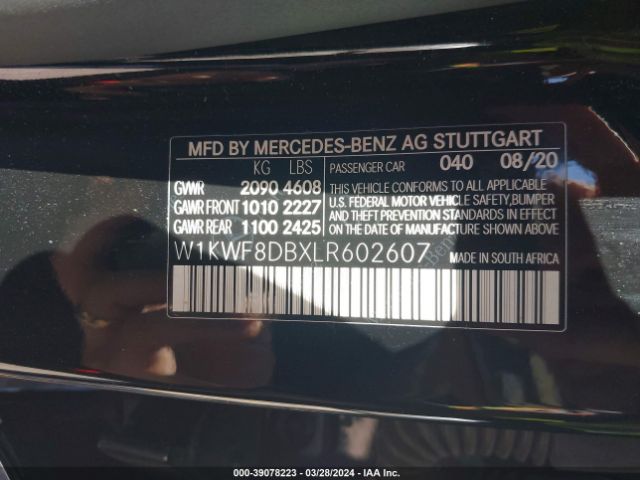 MFD BY MERCEDES-BENZ AG STUTTGART
KG LBS PASSENGER CAR 040 08/20
GVWR 2090 4608 THIS VEHICLE CONFORMS TO ALL APPLICABLE
GAWR FRONT 1010 2227 U.S. FEDERAL MOTOR VEHICLE SAFETY,BUMPER
GAWR REAR 1100 2425 AND THEFT PREVENTION STANDARDS IN EFFECT
ON THE DATE OF MANUFACTURE SHOWN ABOVE.
W1KWF8DBXLR602607 MADE IN SOUTH AFRICA
000-39078223 - 03/28/2024 - IAA Inc.